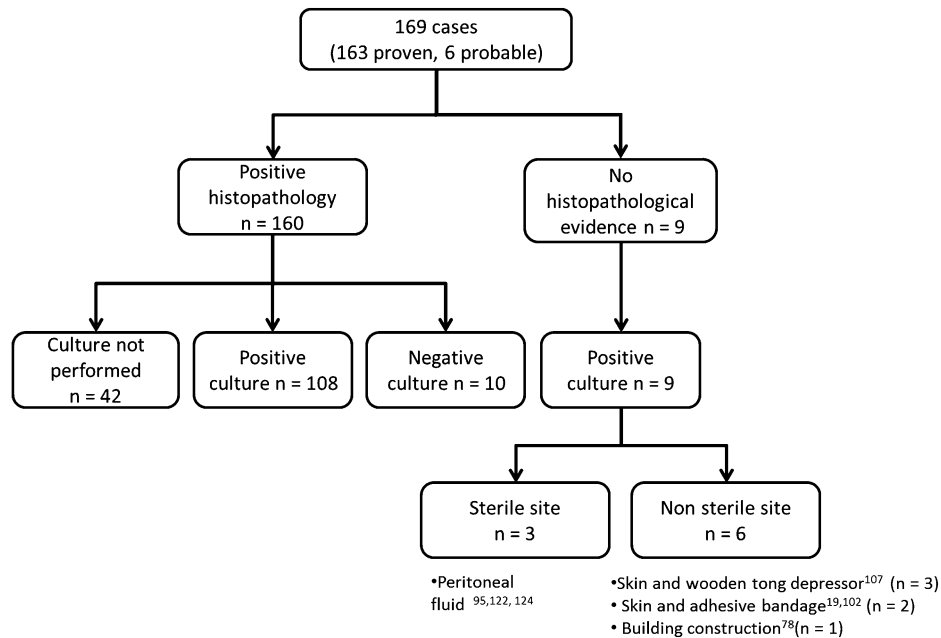 169 cases
(163 proven, 6 probable)
Positive
histopathology
n = 160
No
histopathological
evidence n = 9
Culture not
performed
n = 42
Positive
culture n = 108
Negative
culture n = 10
Positive
culture n = 9
Sterile site
n = 3
Non sterile site
n = 6
•Peritoneal
fluid 95,122, 124
•Skin and wooden tong depressor107 (n = 3)
• Skin and adhesive bandage19,102 (n = 2)
• Building construction78(n = 1)